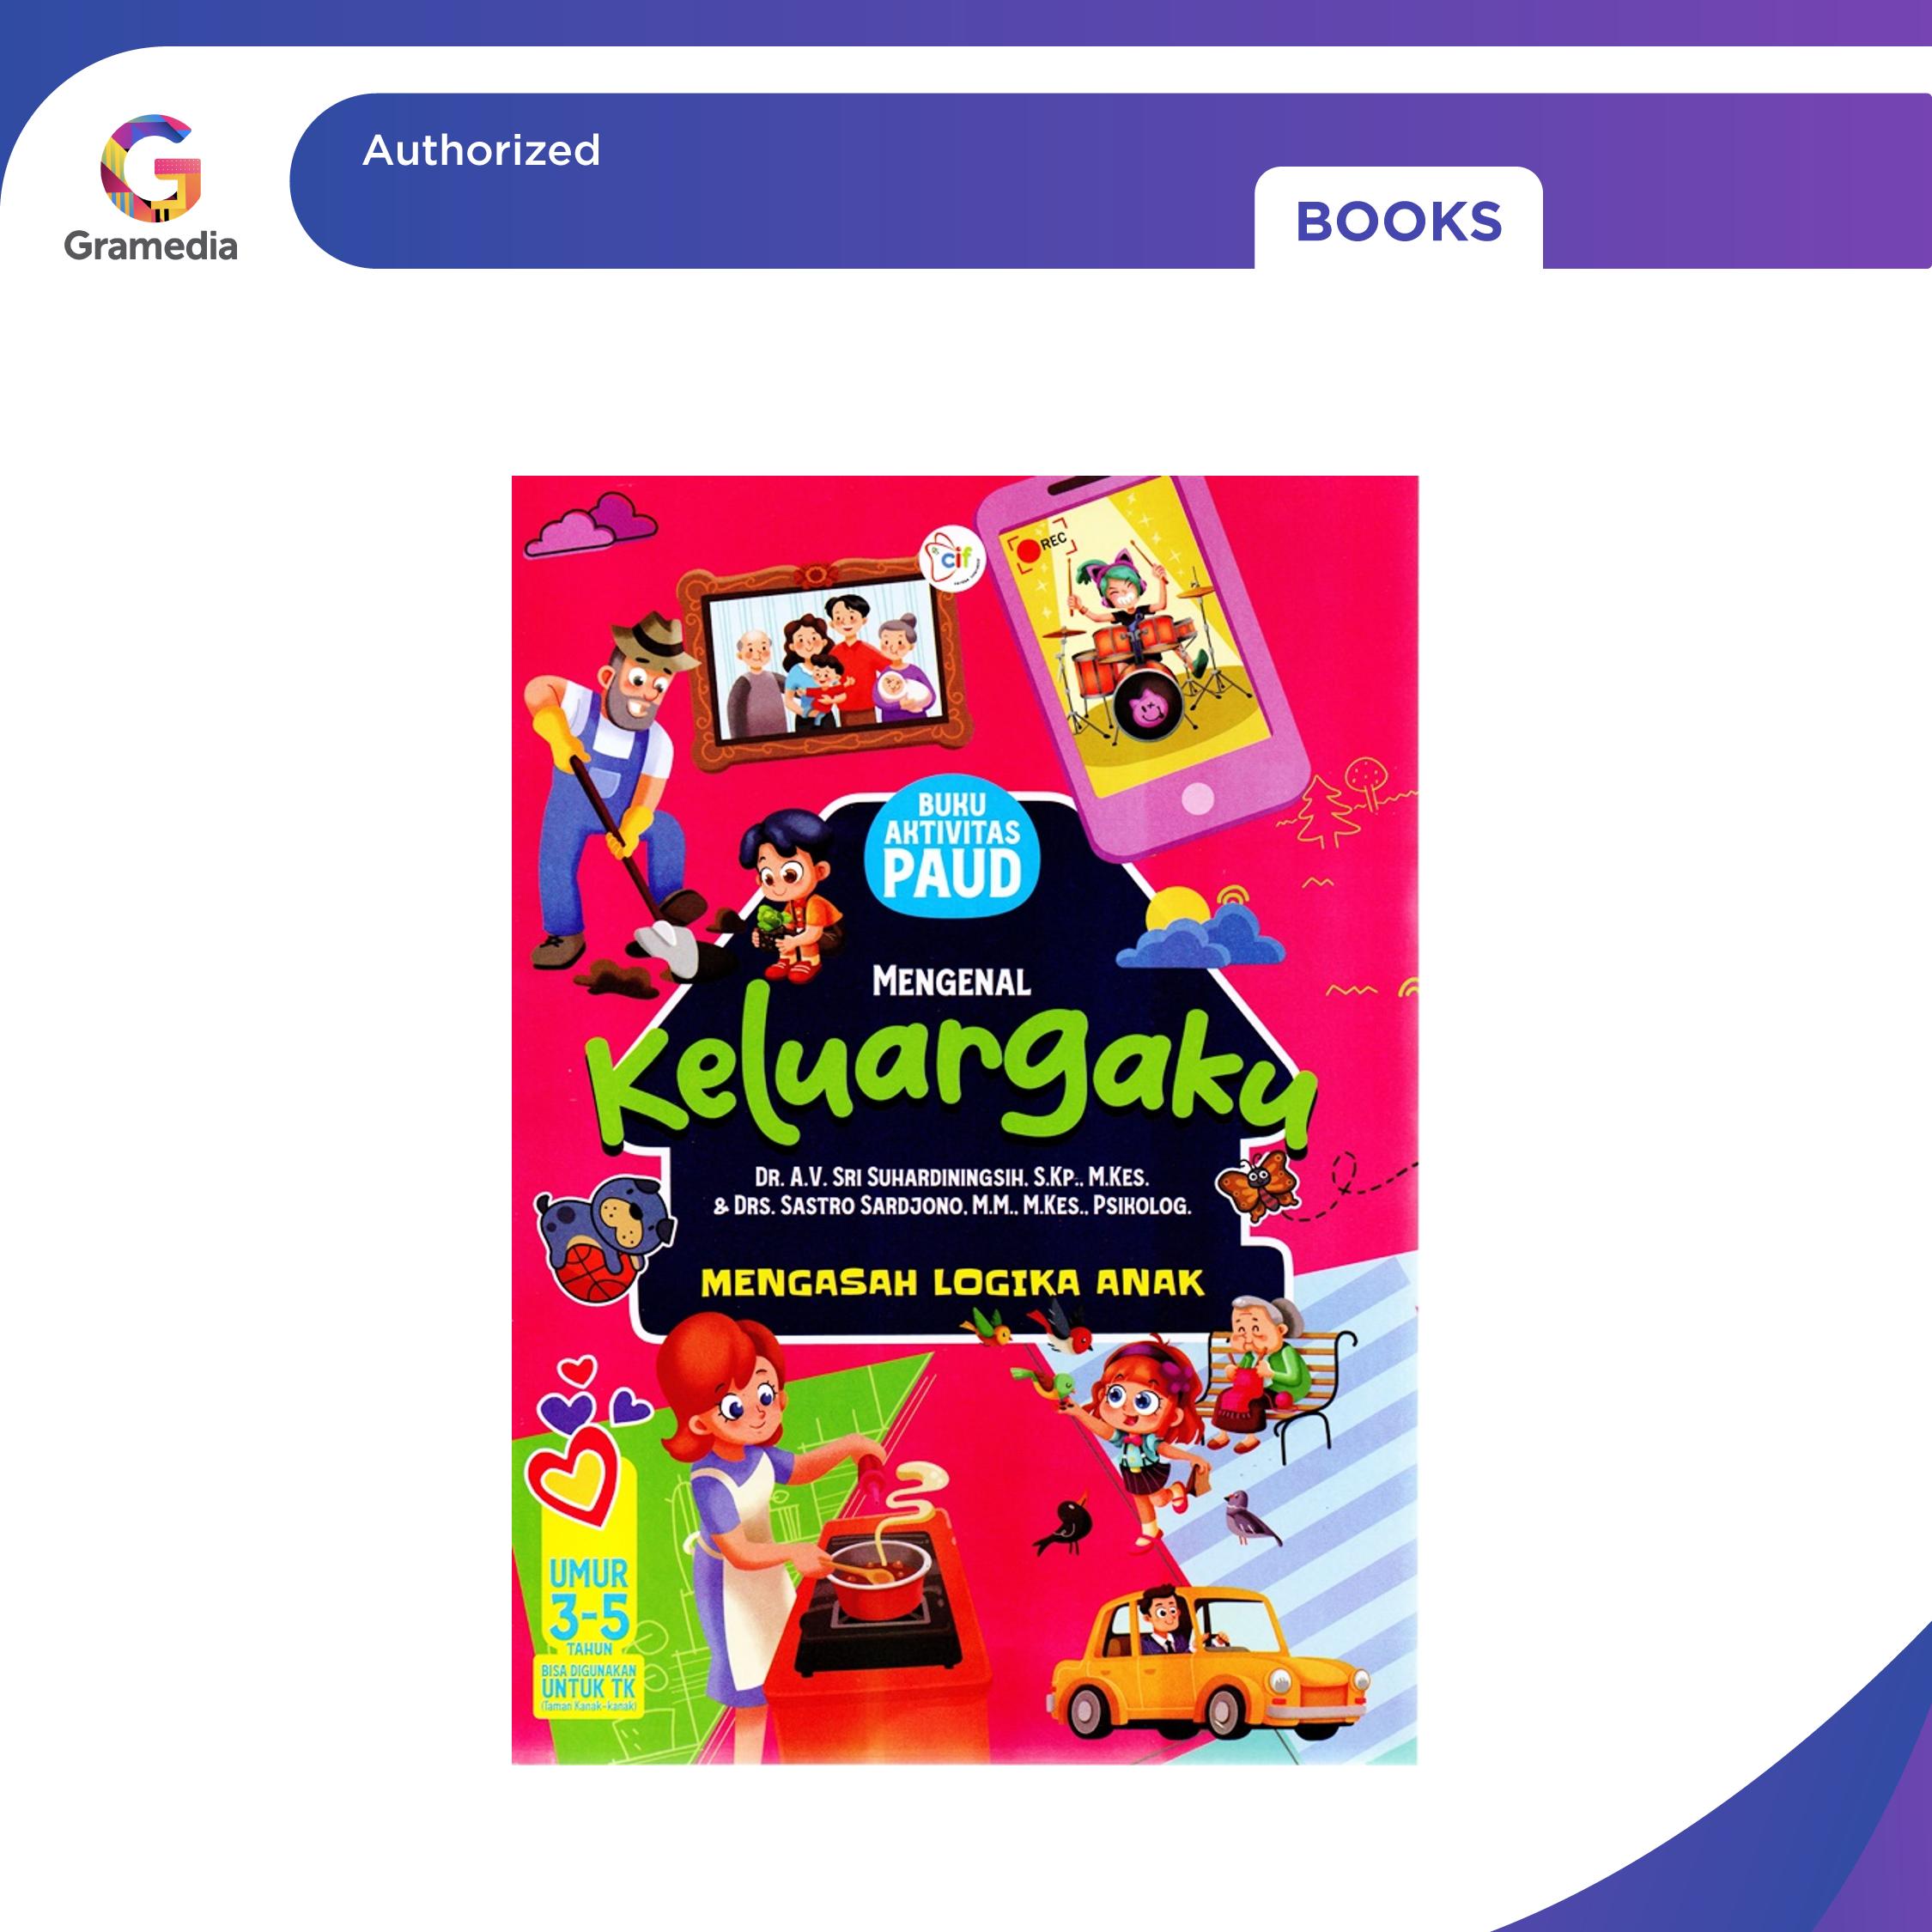 Gramedia
Authorized
BOOKS
cif
REC
BUKU
AKTIVITAS
PAUD
MENGENAL
Keluargaku
DR. A.V. SRI SUHARDININGSIH, S.KP., M.KES.
& DRS. SASTRO SARDJONO, M.M., M.KES., PSIKOLOG.
MENGASAH LOGIKA ANAK
UMUR
3-5
TAHUN
BISA DIGUNAKAN
UNTUK TK
(Taman Kanak-kanak)